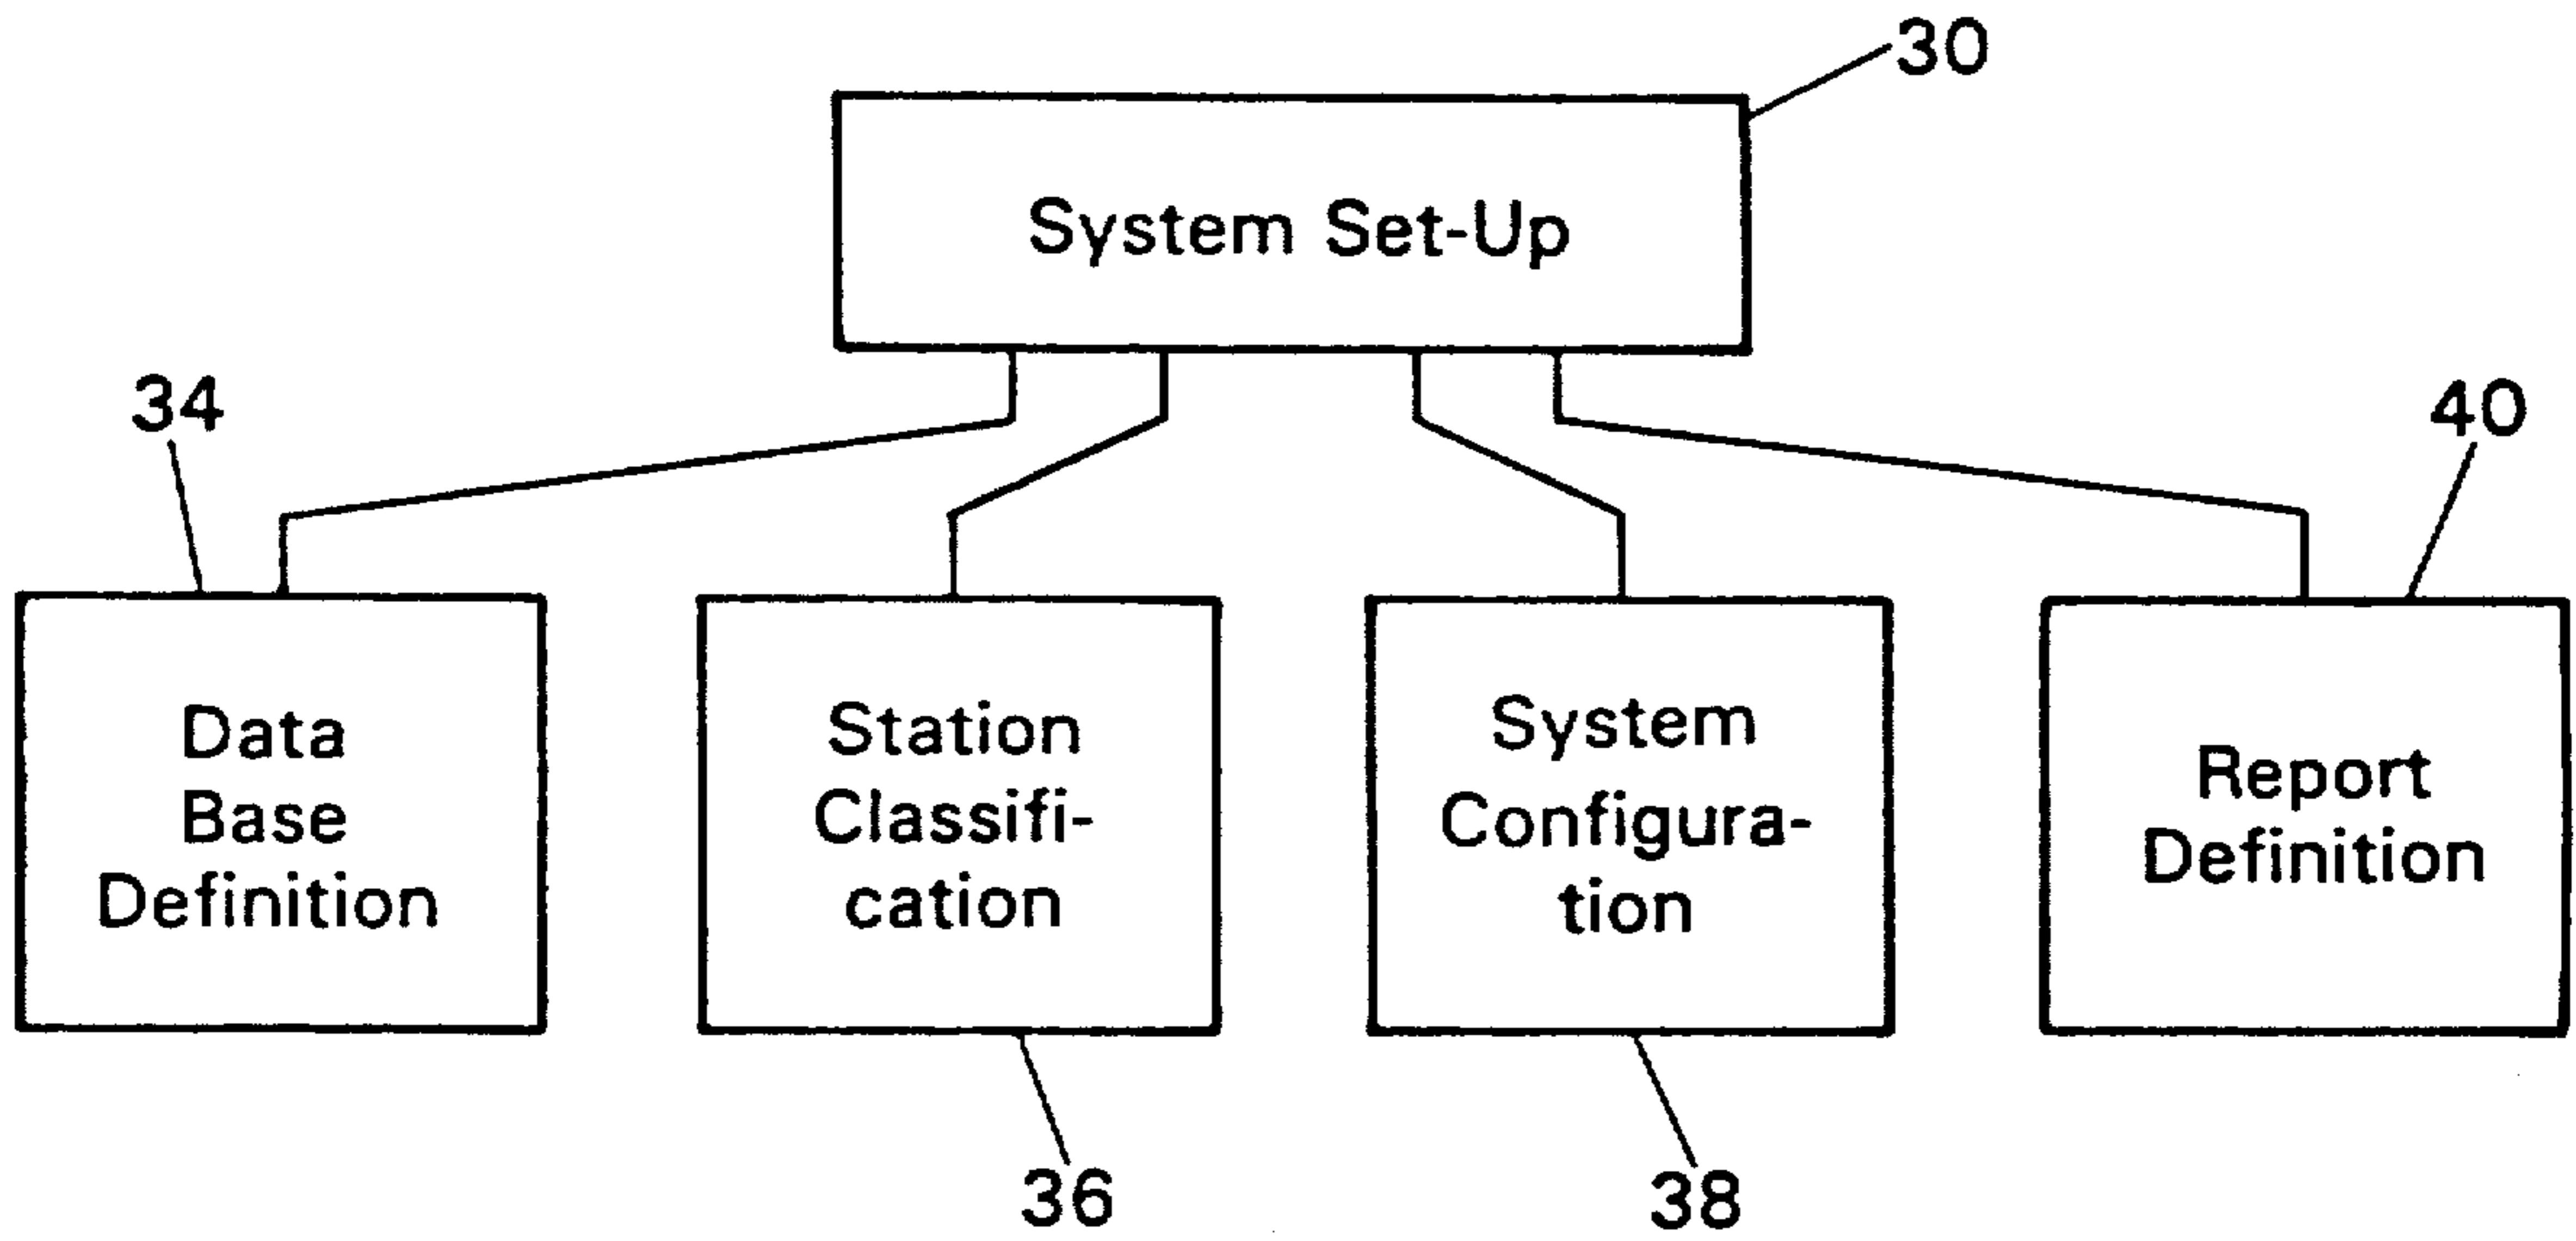 30
System Set-Up
34
40
Data
Base
Definition
Station
Classifi-
cation
System
Configura-
tion
Report
Definition
36
38